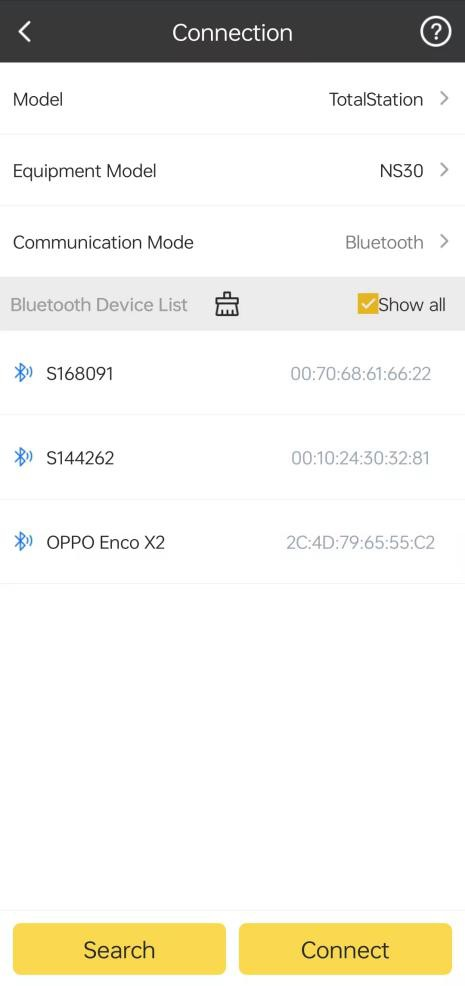 Connection
Model TotalStation
Equipment Model NS30
Communication Mode Bluetooth
Bluetooth Device List Show all
S168091 00:70:68:61:66:22
S144262 00:10:24:30:32:81
OPPO Enco X2 2C:4D:79:65:55:C2
Search Connect